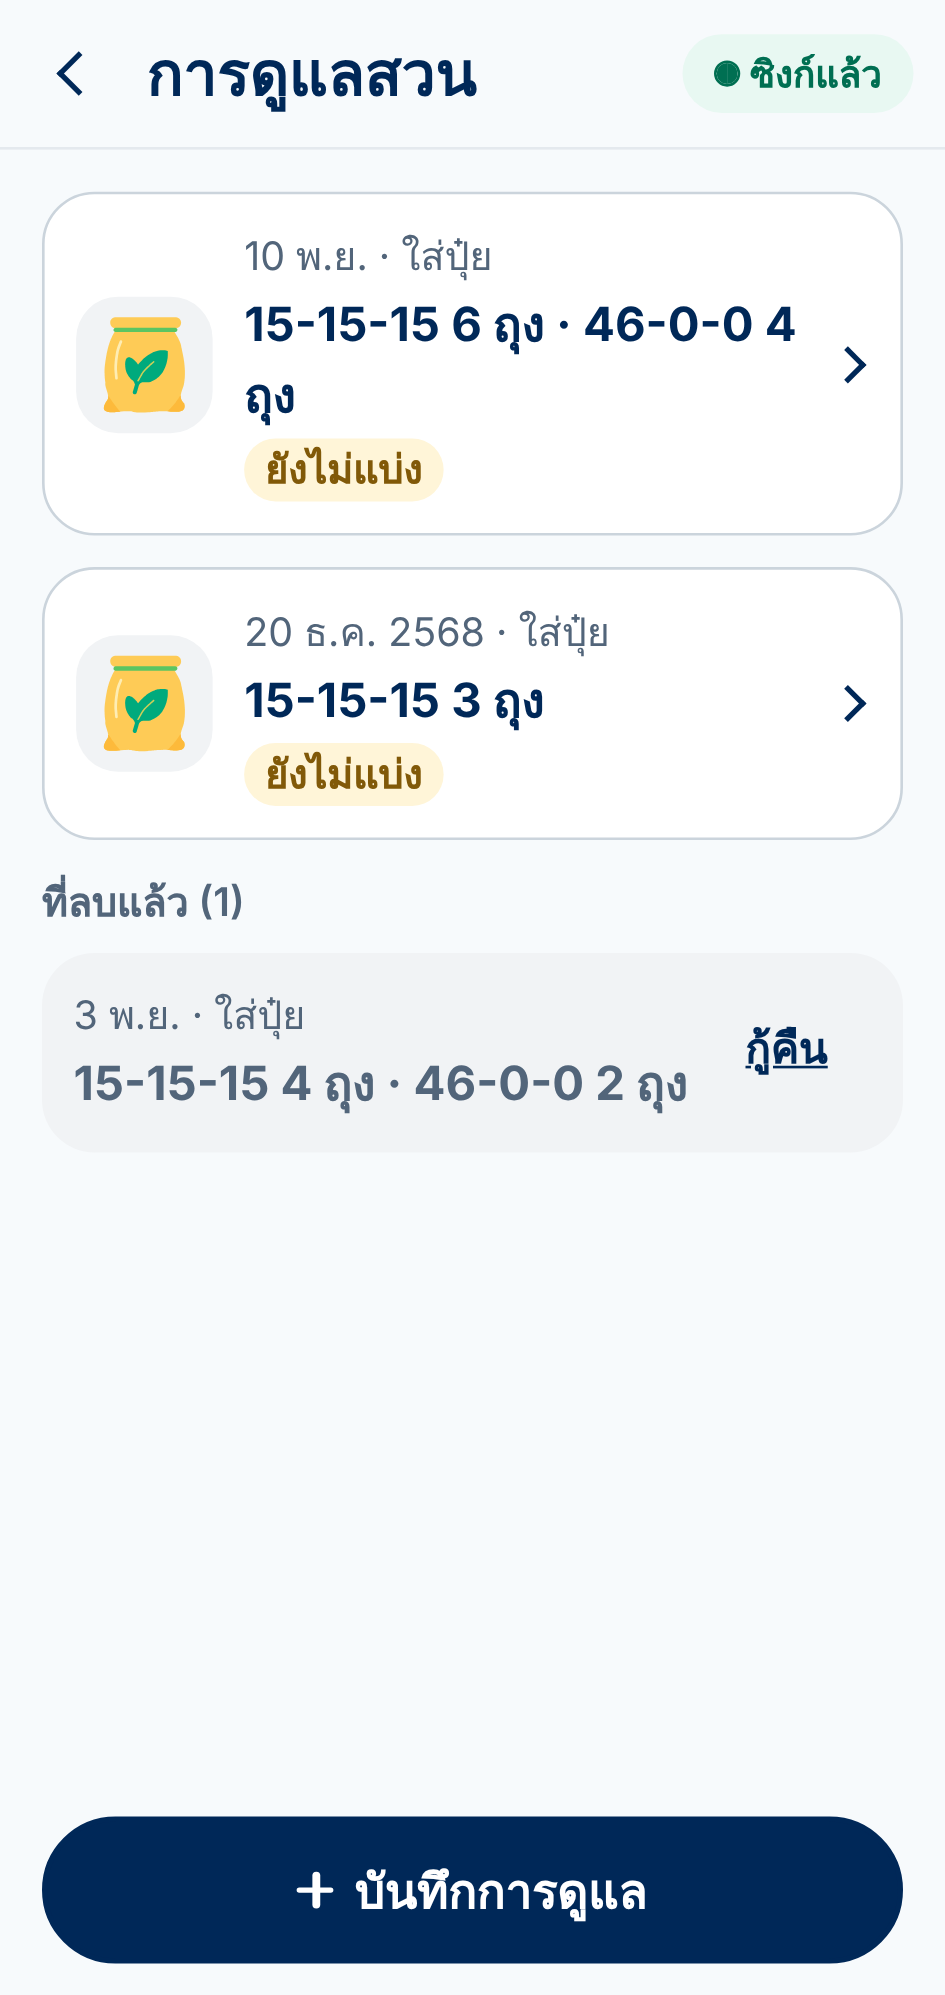 การดูแลสวน
ซิงก์แล้ว
10 พ.ย. · ใส่ปุ๋ย
15-15-15 6 ถุง · 46-0-0 4
ถุง
ยังไม่แบ่ง
20 ธ.ค. 2568 · ใส่ปุ๋ย
15-15-15 3 ถุง
ยังไม่แบ่ง
ที่ลบแล้ว (1)
3 พ.ย. · ใส่ปุ๋ย
15-15-15 4 ถุง · 46-0-0 2 ถุง
กู้คืน
+ บันทึกการดูแล